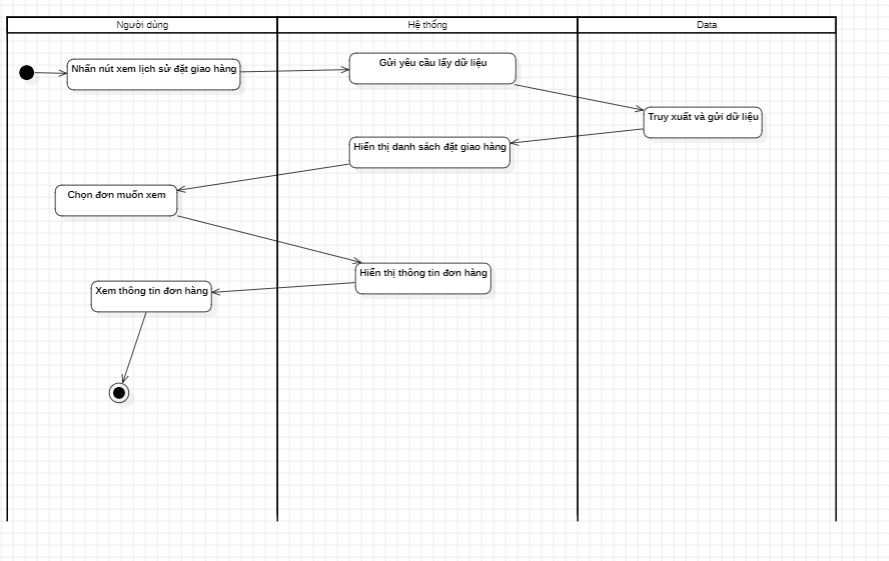 Người dùng
Hệ thống
Data
Nhấn nút xem lịch sử đặt giao hàng
Gửi yêu cầu lấy dữ liệu
Truy xuất và gửi dữ liệu
Hiển thị danh sách đặt giao hàng
Chọn đơn muốn xem
Hiển thị thông tin đơn hàng
Xem thông tin đơn hàng